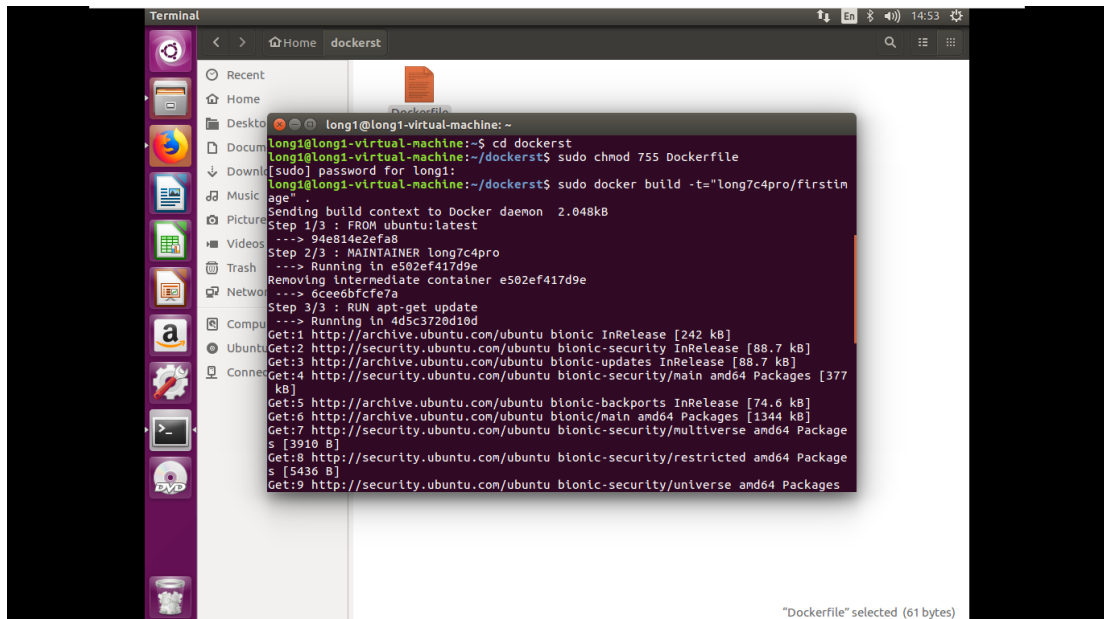 Terminal
En
14:53
Home dockerst
Recent
Home
Deskto
Docum
Downlo
Music
Picture
Videos
Trash
Networ
Compu
Ubuntu
Connec
Dockerfile
long1@long1-virtual-machine: ~
long1@long1-virtual-machine:~$ cd dockerst
long1@long1-virtual-machine:~/dockerst$ sudo chmod 755 Dockerfile
[sudo] password for long1:
long1@long1-virtual-machine:~/dockerst$ sudo docker build -t="long7c4pro/firstim
age" .
Sending build context to Docker daemon  2.048kB
Step 1/3 : FROM ubuntu:latest
 ---> 94e814e2efa8
Step 2/3 : MAINTAINER long7c4pro
 ---> Running in e502ef417d9e
Removing intermediate container e502ef417d9e
 ---> 6cee6bfcfe7a
Step 3/3 : RUN apt-get update
 ---> Running in 4d5c3720d10d
Get:1 http://archive.ubuntu.com/ubuntu bionic InRelease [242 kB]
Get:2 http://security.ubuntu.com/ubuntu bionic-security InRelease [88.7 kB]
Get:3 http://archive.ubuntu.com/ubuntu bionic-updates InRelease [88.7 kB]
Get:4 http://security.ubuntu.com/ubuntu bionic-security/main amd64 Packages [377
 kB]
Get:5 http://archive.ubuntu.com/ubuntu bionic-backports InRelease [74.6 kB]
Get:6 http://archive.ubuntu.com/ubuntu bionic/main amd64 Packages [1344 kB]
Get:7 http://security.ubuntu.com/ubuntu bionic-security/multiverse amd64 Package
s [3910 B]
Get:8 http://security.ubuntu.com/ubuntu bionic-security/restricted amd64 Package
s [5436 B]
Get:9 http://security.ubuntu.com/ubuntu bionic-security/universe amd64 Packages
a
>_
DVD
"Dockerfile" selected (61 bytes)